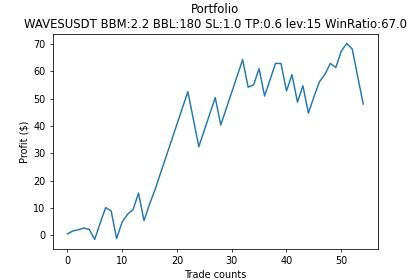 Portfolio
WAVESUSDT BBM:2.2 BBL:180 SL:1.0 TP:0.6 lev:15 WinRatio:67.0
Profit ($)
70
60
50
40
30
20
10
0
0 10 20 30 40 50
Trade counts